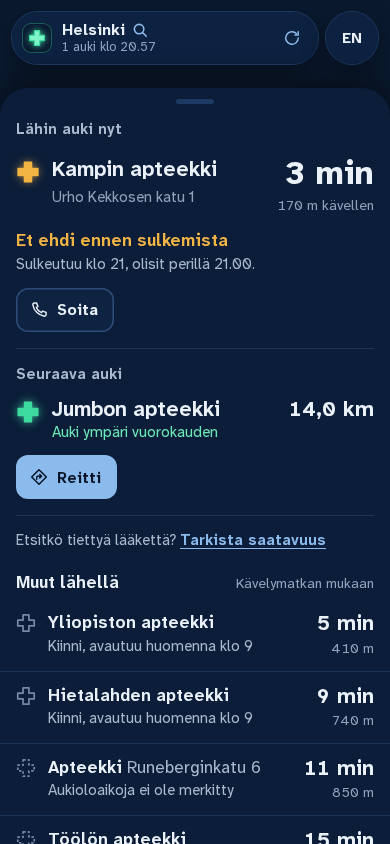 Helsinki
1 auki klo 20.57
EN
Lähin auki nyt
Kampin apteekki
3 min
Urho Kekkosen katu 1
170 m kävellen
Et ehdi ennen sulkemista
Sulkeutuu klo 21, olisit perillä 21.00.
Soita
Seuraava auki
Jumbon apteekki
14,0 km
Auki ympäri vuorokauden
Reitti
Etsitkö tiettyä lääkettä? Tarkista saatavuus
Muut lähellä
Kävelymatkan mukaan
Yliopiston apteekki
5 min
Kiinni, avautuu huomenna klo 9
410 m
Hietalahden apteekki
9 min
Kiinni, avautuu huomenna klo 9
740 m
Apteekki Runeberginkatu 6
11 min
Aukioloaikoja ei ole merkitty
850 m
Töölön apteekki
15 min